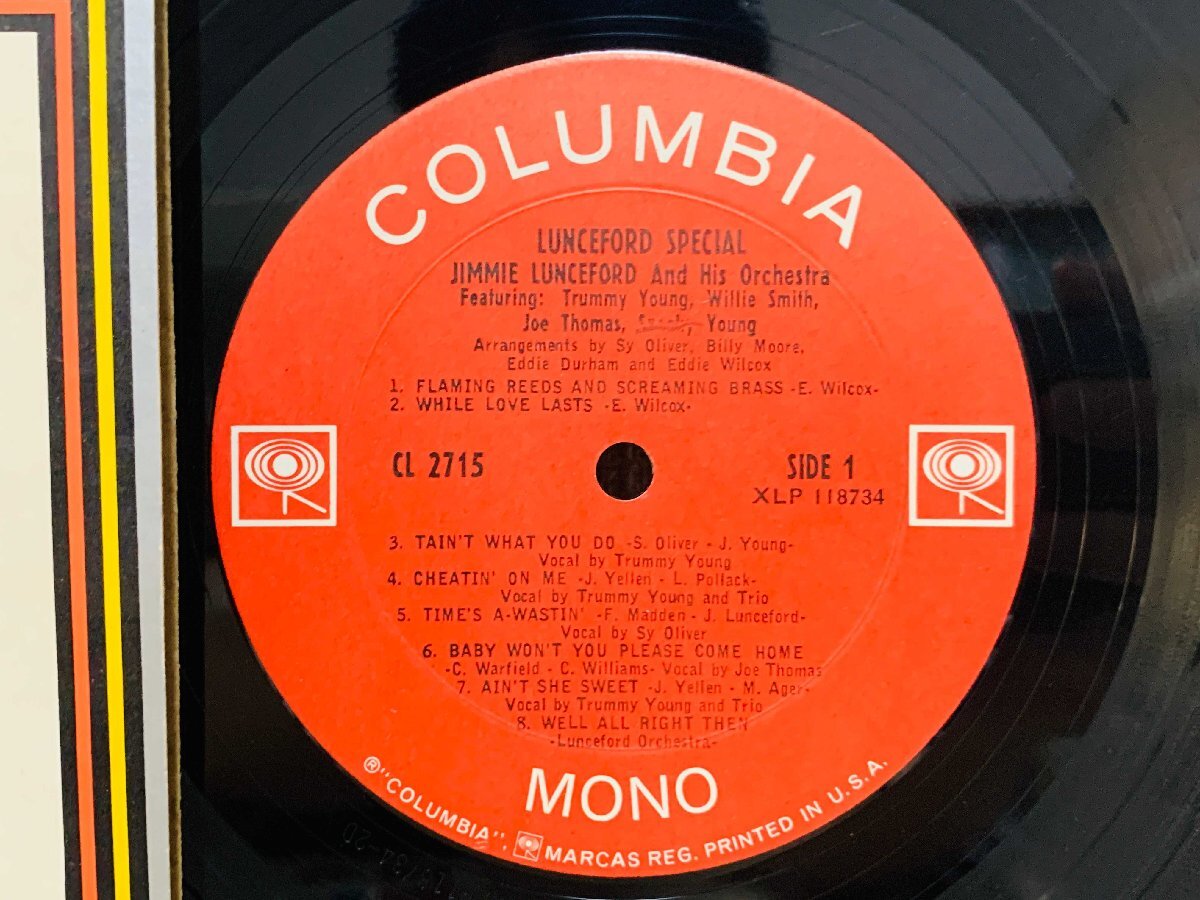 COLUMBIA
LUNCEFORD SPECIAL
JIMMIE LUNCEFORD And His Orchestra
Featuring: Trummy Young, Willie Smith,
Joe Thomas, Young
Arrangements by Sy Oliver, Billy Moore,
Eddie Durham and Eddie Wilcox
1. FLAMING REEDS AND SCREAMING BRASS -E. Wilcox-
2. WHILE LOVE LASTS -E. Wilcox-
CL 2715
SIDE 1
XLP 118734
3. TAIN'T WHAT YOU DO -S. Oliver - J. Young-
Vocal by Trummy Young
4. CHEATIN' ON ME -J. Yellen - L. Pollack-
Vocal by Trummy Young and Trio
5. TIME'S A-WASTIN' -F. Madden - J. Lunceford-
Vocal by Sy Oliver
6. BABY WON'T YOU PLEASE COME HOME
-C. Warfield - C. Williams- Vocal by Joe Thomas
7. AIN'T SHE SWEET -J. Yellen - M. Ager-
Vocal by Trummy Young and Trio
8. WELL ALL RIGHT THEN
-Lunceford Orchestra-
MONO
®"COLUMBIA", MARCAS REG. PRINTED IN U.S.A.